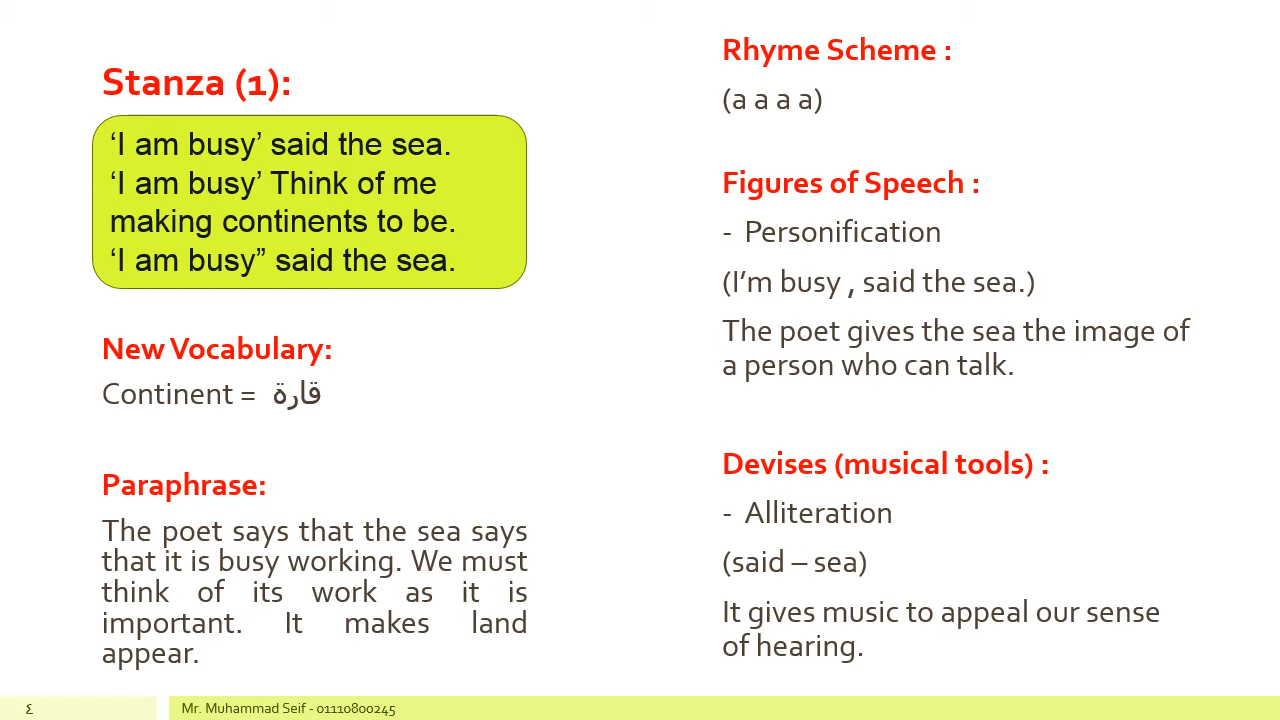 Stanza (1):
‘I am busy’ said the sea.
‘I am busy’ Think of me
making continents to be.
‘I am busy” said the sea.
New Vocabulary:
Continent = قارة
Paraphrase:
The poet says that the sea says
that it is busy working. We must
think of its work as it is
important. It makes land
appear.
Rhyme Scheme :
(a a a a)
Figures of Speech :
- Personification
(I’m busy , said the sea.)
The poet gives the sea the image of
a person who can talk.
Devises (musical tools) :
- Alliteration
(said – sea)
It gives music to appeal our sense
of hearing.
٤
Mr. Muhammad Seif - 01110800245